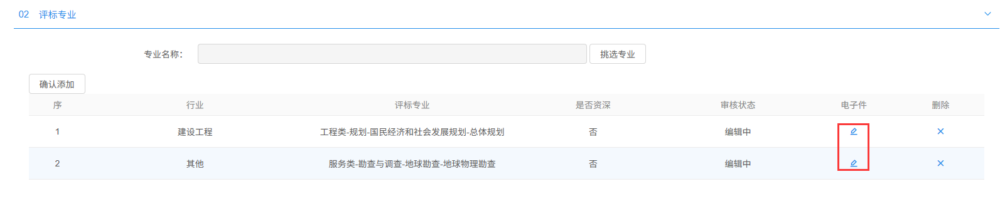 02 评标专业
专业名称： 挑选专业
确认添加
序 行业 评标专业 是否资深 审核状态 电子件 删除
1 建设工程 工程类-规划-国民经济和社会发展规划-总体规划 否 编辑中
2 其他 服务类-勘查与调查-地球勘查-地球物理勘查 否 编辑中